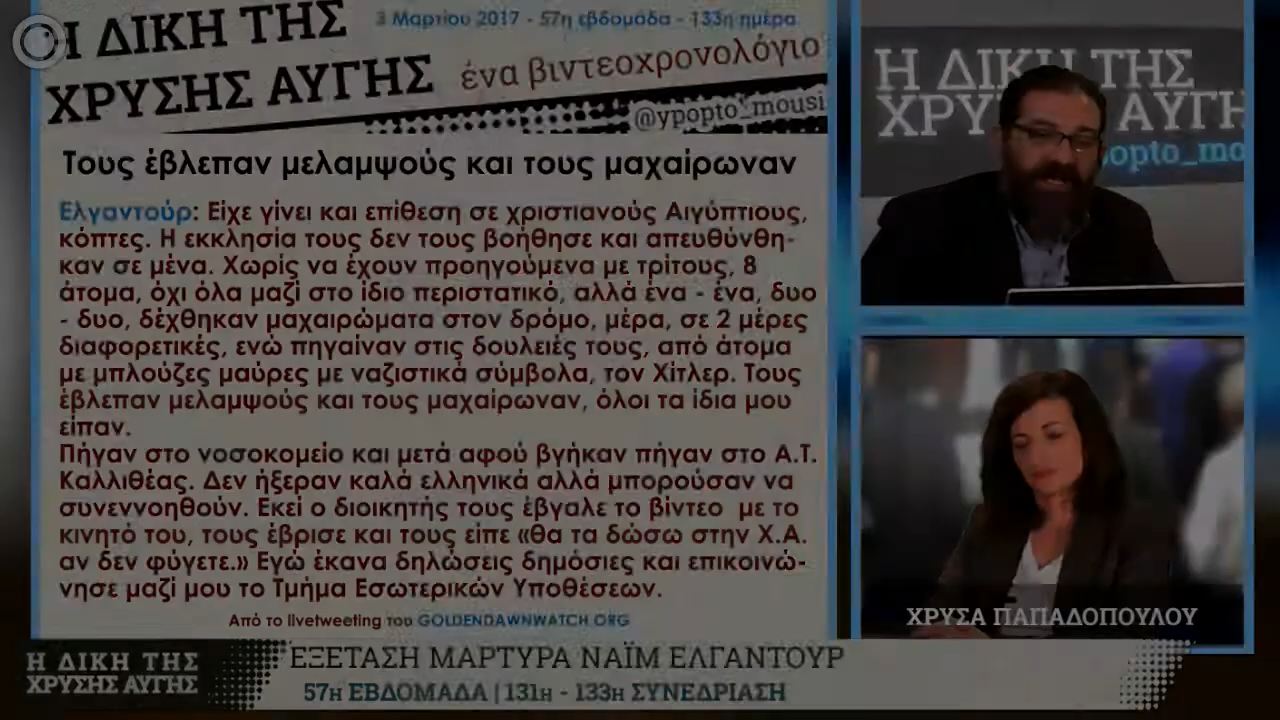 3 Μαρτίου 2017 - 57η εβδομάδα - 133η ημέρα
Η ΔΙΚΗ ΤΗΣ
ΧΡΥΣΗΣ ΑΥΓΗΣ
ένα βιντεοχρονολόγιο
@ypopto_mousi
Τους έβλεπαν μελαμψούς και τους μαχαίρωναν
Ελγαντούρ: Είχε γίνει και επίθεση σε χριστιανούς Αιγύπτιους,
κόπτες. Η εκκλησία τους δεν τους βοήθησε και απευθύνθη-
καν σε μένα. Χωρίς να έχουν προηγούμενα με τρίτους, 8
άτομα, όχι όλα μαζί στο ίδιο περιστατικό, αλλά ένα - ένα, δυο
- δυο, δέχθηκαν μαχαιρώματα στον δρόμο, μέρα, σε 2 μέρες
διαφορετικές, ενώ πηγαίναν στις δουλειές τους, από άτομα
με μπλούζες μαύρες με ναζιστικά σύμβολα, τον Χίτλερ. Τους
έβλεπαν μελαμψούς και τους μαχαίρωναν, όλοι τα ίδια μου
είπαν.
Πήγαν στο νοσοκομείο και μετά αφού βγήκαν πήγαν στο Α.Τ.
Καλλιθέας. Δεν ήξεραν καλά ελληνικά αλλά μπορούσαν να
συνεννοηθούν. Εκεί ο διοικητής τους έβγαλε το βίντεο με το
κινητό του, τους έβρισε και τους είπε «θα τα δώσω στην Χ.Α.
αν δεν φύγετε.» Εγώ έκανα δηλώσεις δημόσιες και επικοινώ-
νησε μαζί μου το Τμήμα Εσωτερικών Υποθέσεων.
Από το livetweeting του GOLDENDAWNWATCH.ORG
Η ΔΙΚΗ ΤΗΣ
ΧΡΥ ΑΥΓΗ
popto_mo
ΧΡΥΣΑ ΠΑΠΑΔΟΠΟΥΛΟΥ
Η ΔΙΚΗ ΤΗΣ
ΧΡΥΣΗΣ ΑΥΓΗΣ
ΕΞΕΤΑΣΗ ΜΑΡΤΥΡΑ ΝΑΪΜ ΕΛΓΑΝΤΟΥΡ
57η ΕΒΔΟΜΑΔΑ | 131η - 133η ΣΥΝΕΔΡΙΑΣΗ